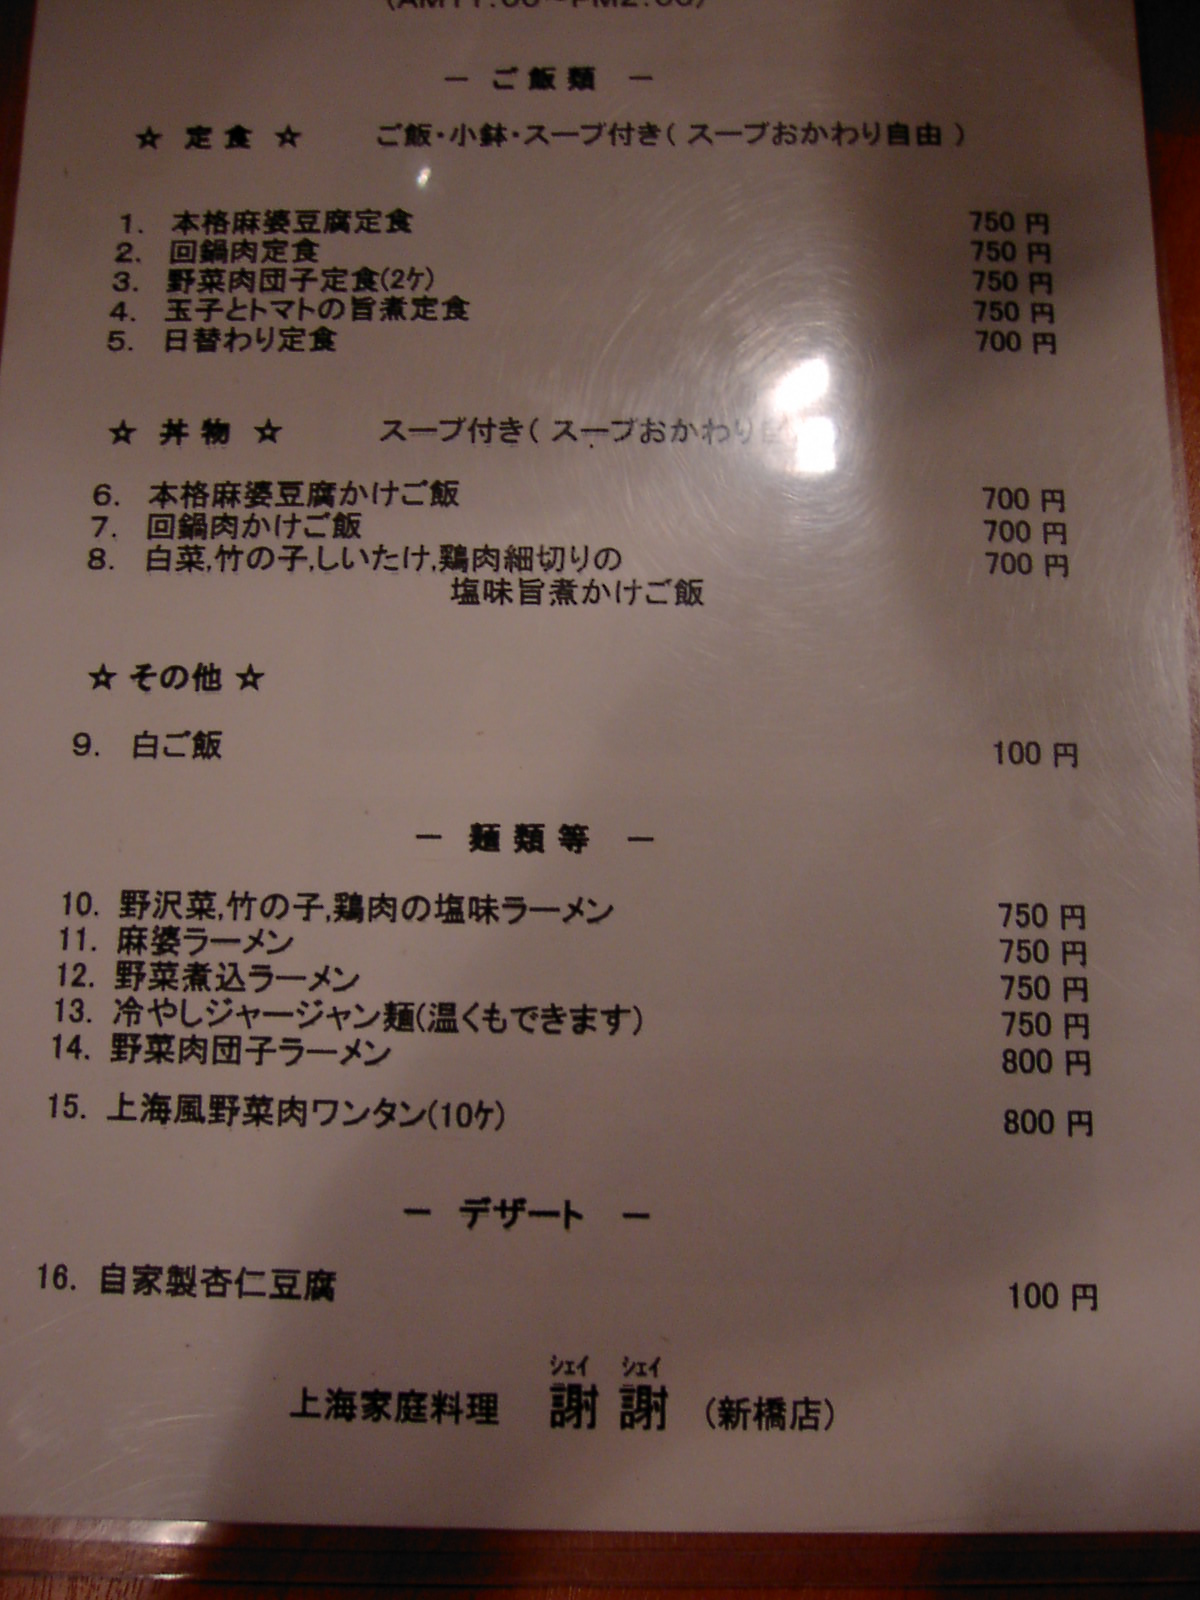 (AM11:00~PM2:00)
－ ご飯類 －
☆ 定食 ☆ ご飯・小鉢・スープ付き（スープおかわり自由）
1. 本格麻婆豆腐定食 750 円
2. 回鍋肉定食 750 円
3. 野菜肉団子定食(2ケ) 750 円
4. 玉子とトマトの旨煮定食 750 円
5. 日替わり定食 700 円
☆ 丼物 ☆ スープ付き（スープおかわり自
6. 本格麻婆豆腐かけご飯 700 円
7. 回鍋肉かけご飯 700 円
8. 白菜,竹の子,しいたけ,鶏肉細切りの 700 円
塩味旨煮かけご飯
☆ その他 ☆
9. 白ご飯 100 円
－ 麺類等 －
10. 野沢菜,竹の子,鶏肉の塩味ラーメン 750 円
11. 麻婆ラーメン 750 円
12. 野菜煮込ラーメン 750 円
13. 冷やしジャージャン麺(温くもできます) 750 円
14. 野菜肉団子ラーメン 800 円
15. 上海風野菜肉ワンタン(10ケ) 800 円
－ デザート －
16. 自家製杏仁豆腐 100 円
シェイ シェイ
上海家庭料理 謝謝 (新橋店)